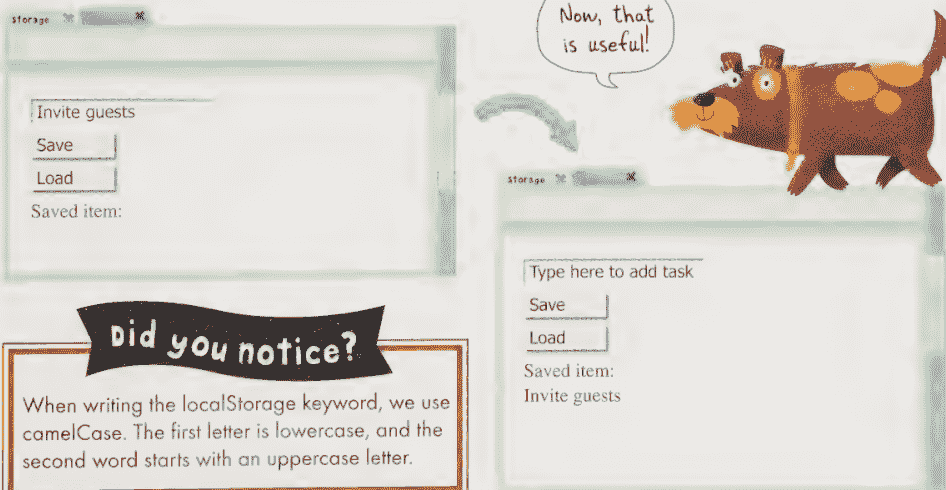 storage
Invite guests
Save
Load
Saved item:
Now, that
is useful!
storage
Type here to add task
Save
Load
Saved item:
Invite guests
Did you notice?
When writing the localStorage keyword, we use
camelCase. The first letter is lowercase, and the
second word starts with an uppercase letter.